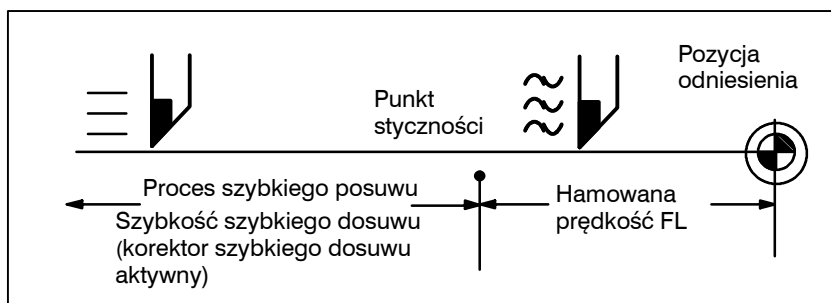 Pozycja
odniesienia
Punkt
styczności
Proces szybkiego posuwu
Szybkość szybkiego dosuwu
(korektor szybkiego dosuwu
aktywny)
Hamowana
prędkość FL